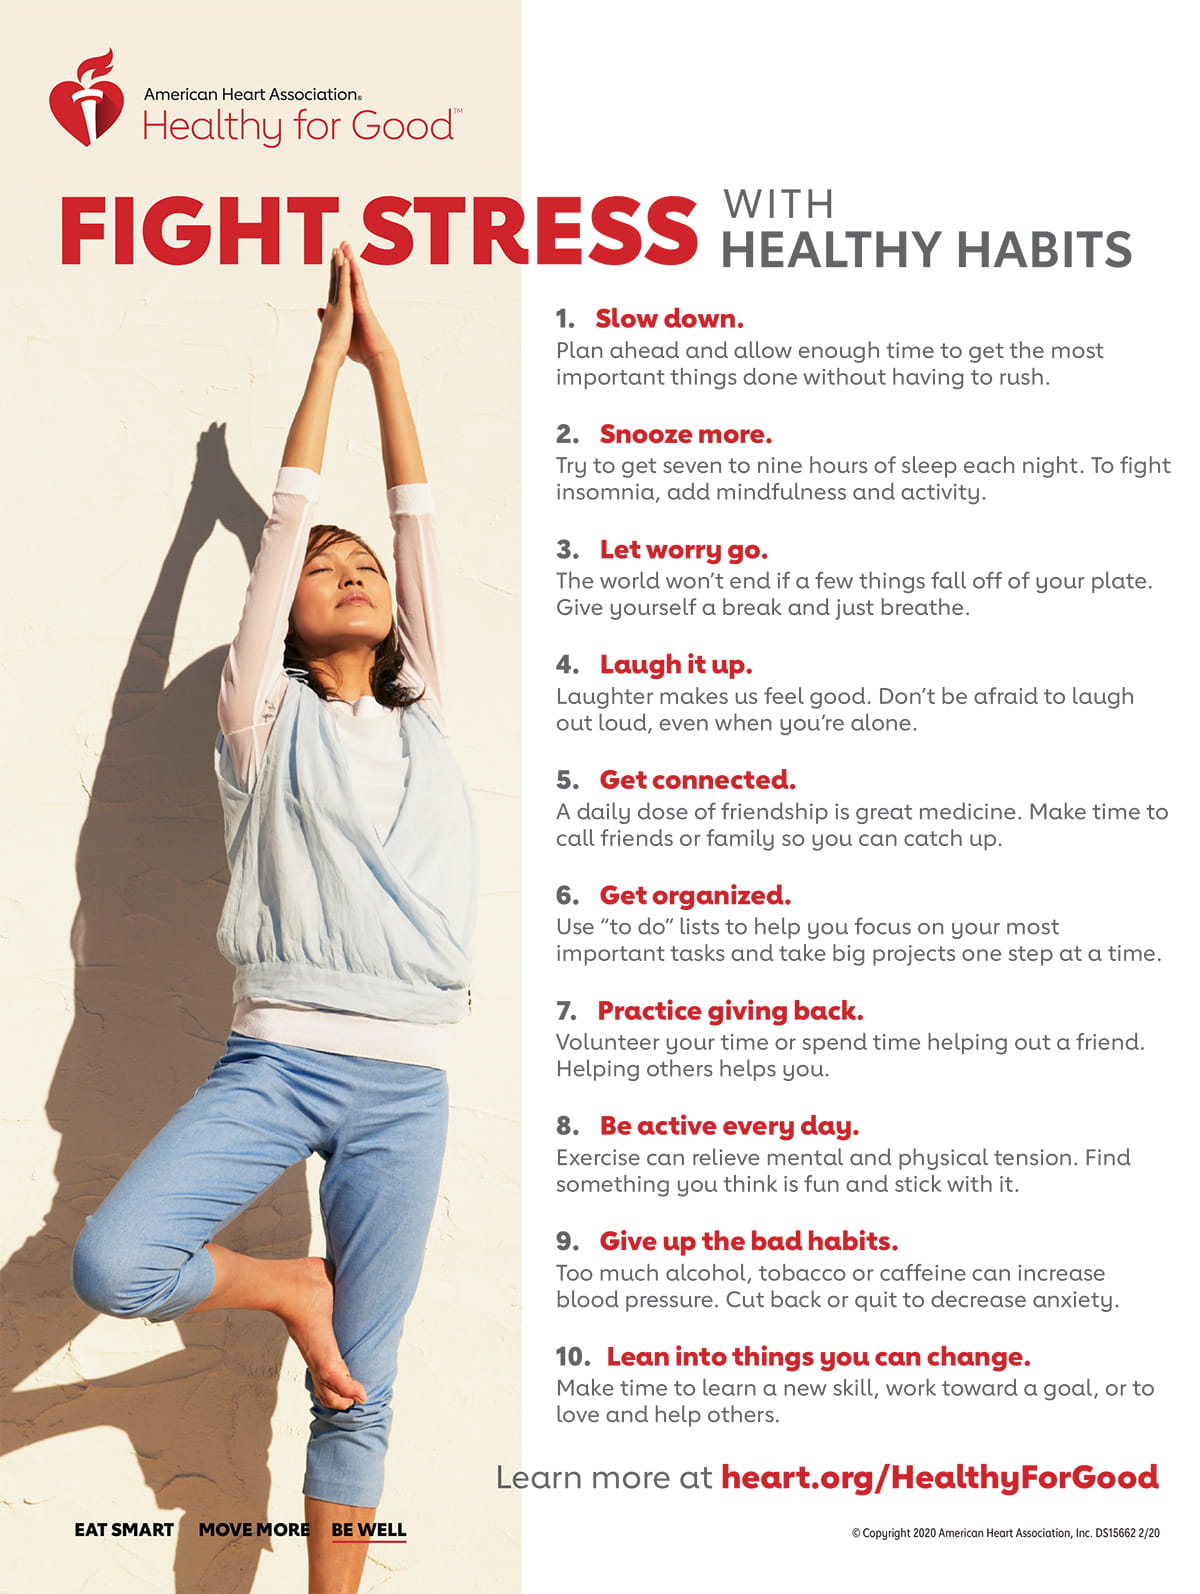 American Heart Association®
Healthy for Good™
FIGHT STRESS WITH
HEALTHY HABITS
1. Slow down.
Plan ahead and allow enough time to get the most
important things done without having to rush.
2. Snooze more.
Try to get seven to nine hours of sleep each night. To fight
insomnia, add mindfulness and activity.
3. Let worry go.
The world won’t end if a few things fall off of your plate.
Give yourself a break and just breathe.
4. Laugh it up.
Laughter makes us feel good. Don’t be afraid to laugh
out loud, even when you’re alone.
5. Get connected.
A daily dose of friendship is great medicine. Make time to
call friends or family so you can catch up.
6. Get organized.
Use “to do” lists to help you focus on your most
important tasks and take big projects one step at a time.
7. Practice giving back.
Volunteer your time or spend time helping out a friend.
Helping others helps you.
8. Be active every day.
Exercise can relieve mental and physical tension. Find
something you think is fun and stick with it.
9. Give up the bad habits.
Too much alcohol, tobacco or caffeine can increase
blood pressure. Cut back or quit to decrease anxiety.
10. Lean into things you can change.
Make time to learn a new skill, work toward a goal, or to
love and help others.
Learn more at heart.org/HealthyForGood
EAT SMART MOVE MORE BE WELL
© Copyright 2020 American Heart Association, Inc. DS15662 2/20